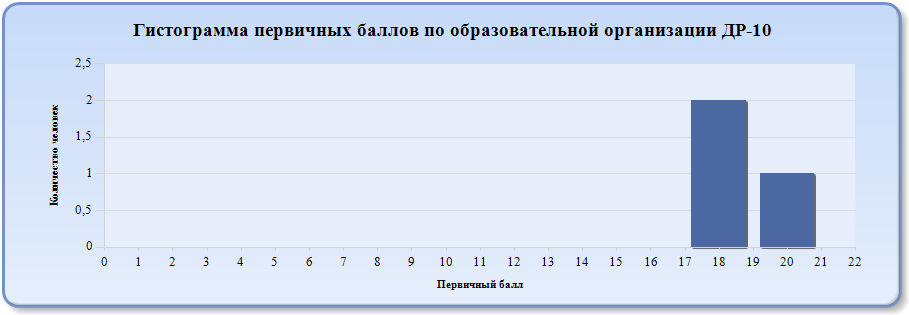 Гистограмма первичных баллов по образовательной организации ДР-10
Количество человек
2,5
2
1,5
1
0,5
0
0 1 2 3 4 5 6 7 8 9 10 11 12 13 14 15 16 17 18 19 20 21 22
Первичный балл